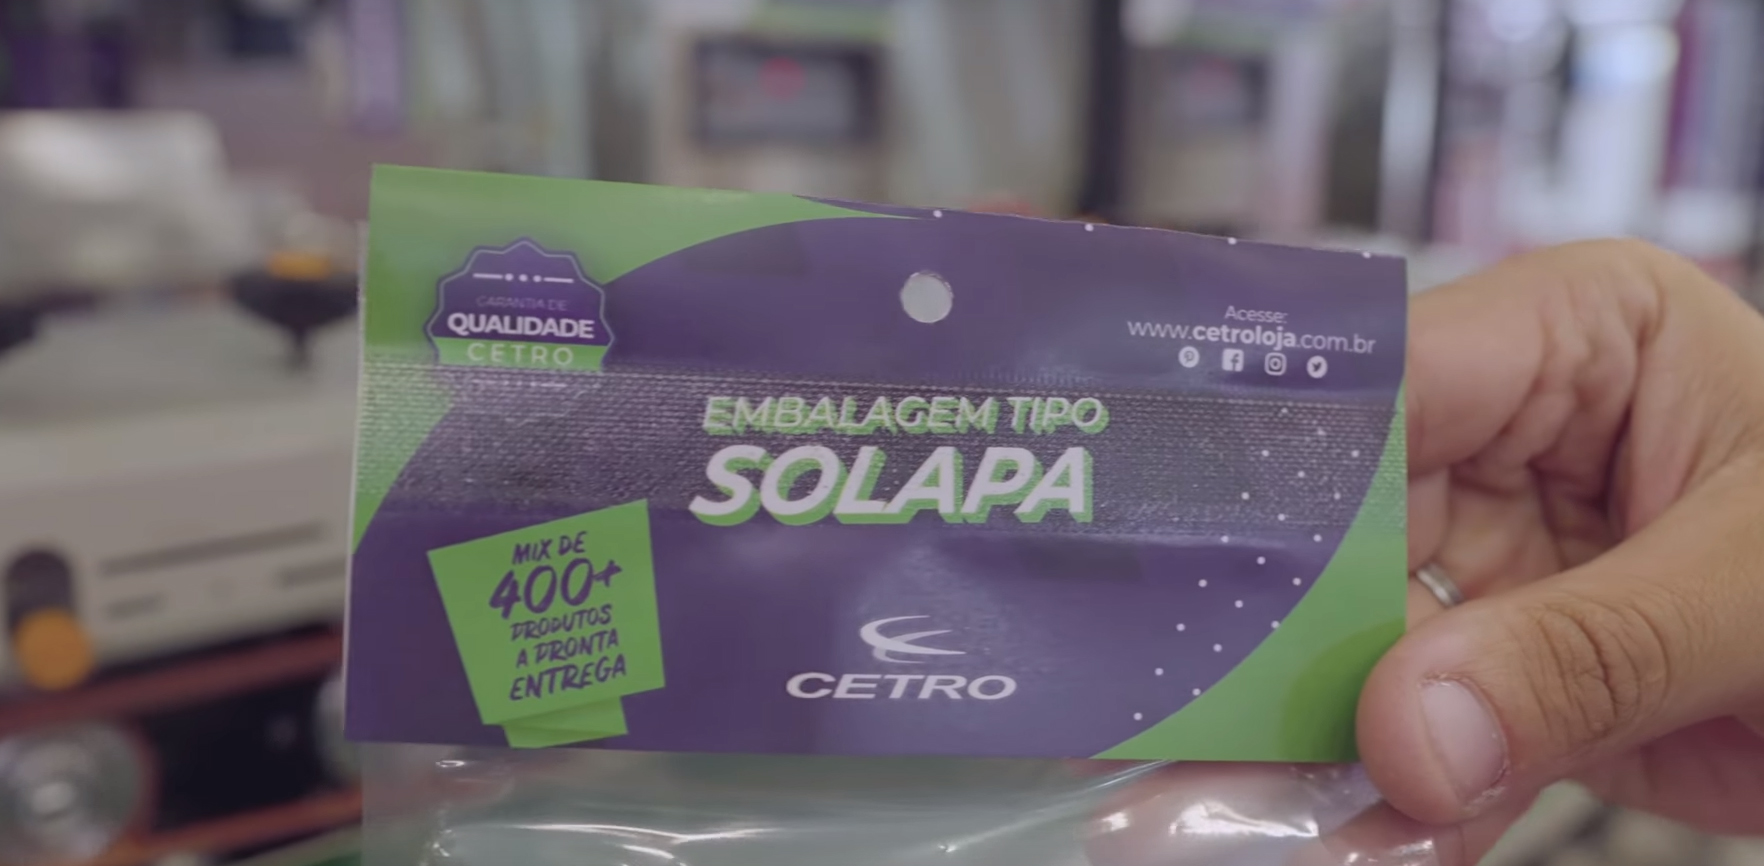 GARANTIA DE
QUALIDADE
CETRO
Acesse:
www.cetroloja.com.br
EMBALAGEM TIPO
SOLAPA
MIX DE
400+
PRODUTOS
A PRONTA
ENTREGA
CETRO